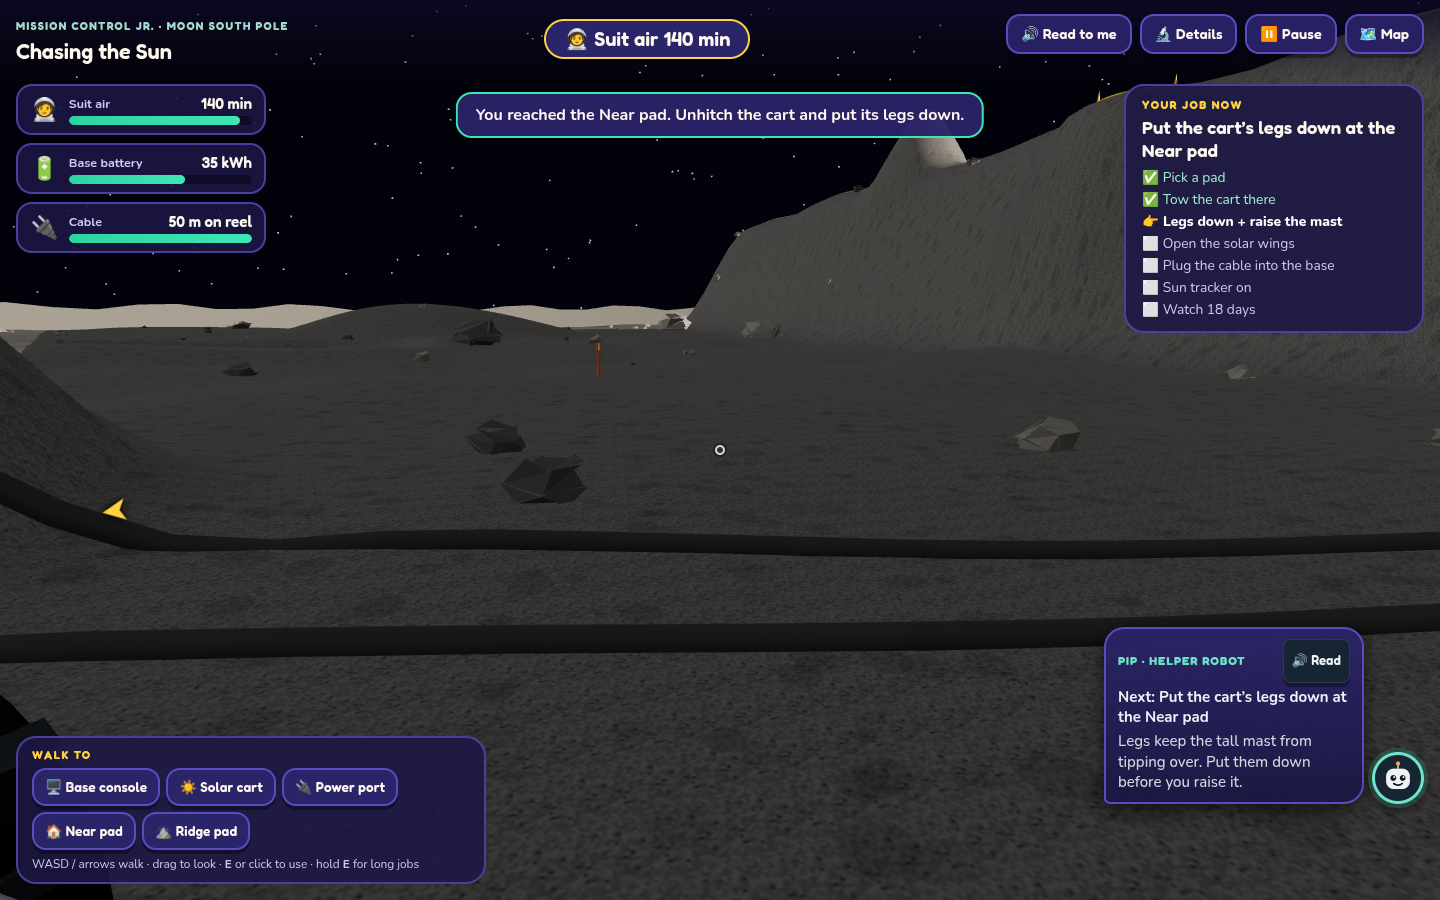 MISSION CONTROL JR. · MOON SOUTH POLE
Chasing the Sun
Suit air 140 min
Read to me
Details
Pause
Map
Suit air 140 min
Base battery 35 kWh
Cable 50 m on reel
You reached the Near pad. Unhitch the cart and put its legs down.
YOUR JOB NOW
Put the cart's legs down at the
Near pad
Pick a pad
Tow the cart there
Legs down + raise the mast
Open the solar wings
Plug the cable into the base
Sun tracker on
Watch 18 days
PIP · HELPER ROBOT
Read
Next: Put the cart's legs down at
the Near pad
Legs keep the tall mast from
tipping over. Put them down
before you raise it.
WALK TO
Base console
Solar cart
Power port
Near pad
Ridge pad
WASD / arrows walk · drag to look · E or click to use · hold E for long jobs